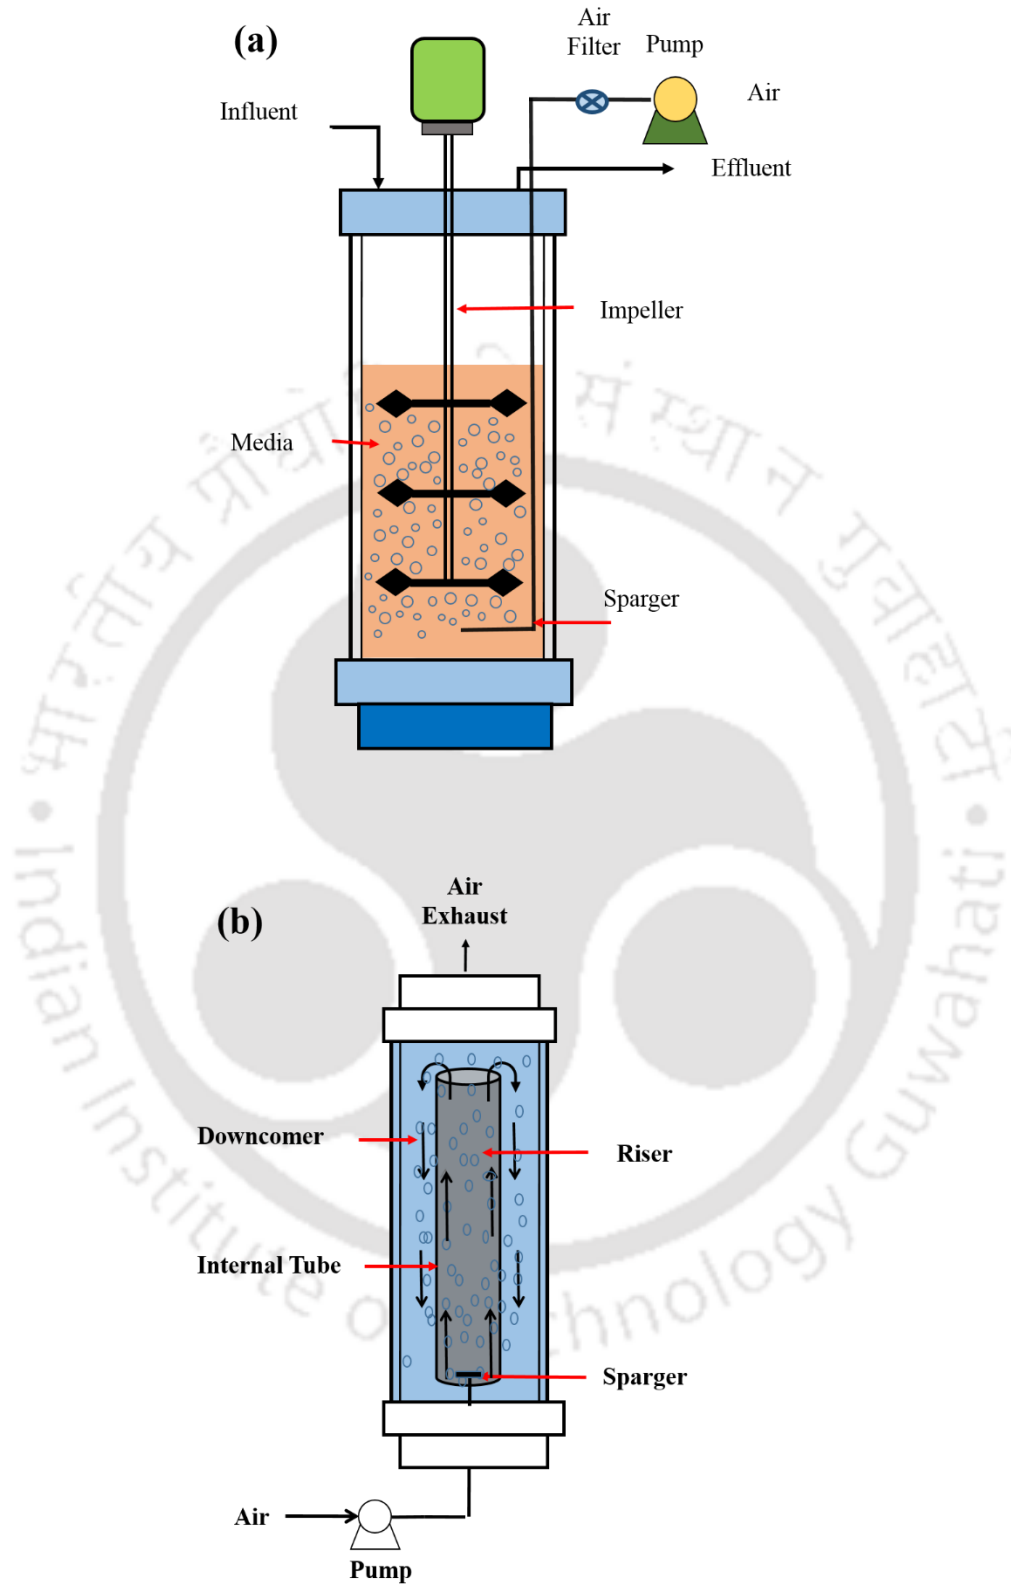 (a)
Air
Filter
Pump
Air
Influent
Effluent
Impeller
Media
Sparger
(b)
Air
Exhaust
Downcomer
Riser
Internal Tube
Sparger
Air
Pump
Indian Institute of Technology Guwahati